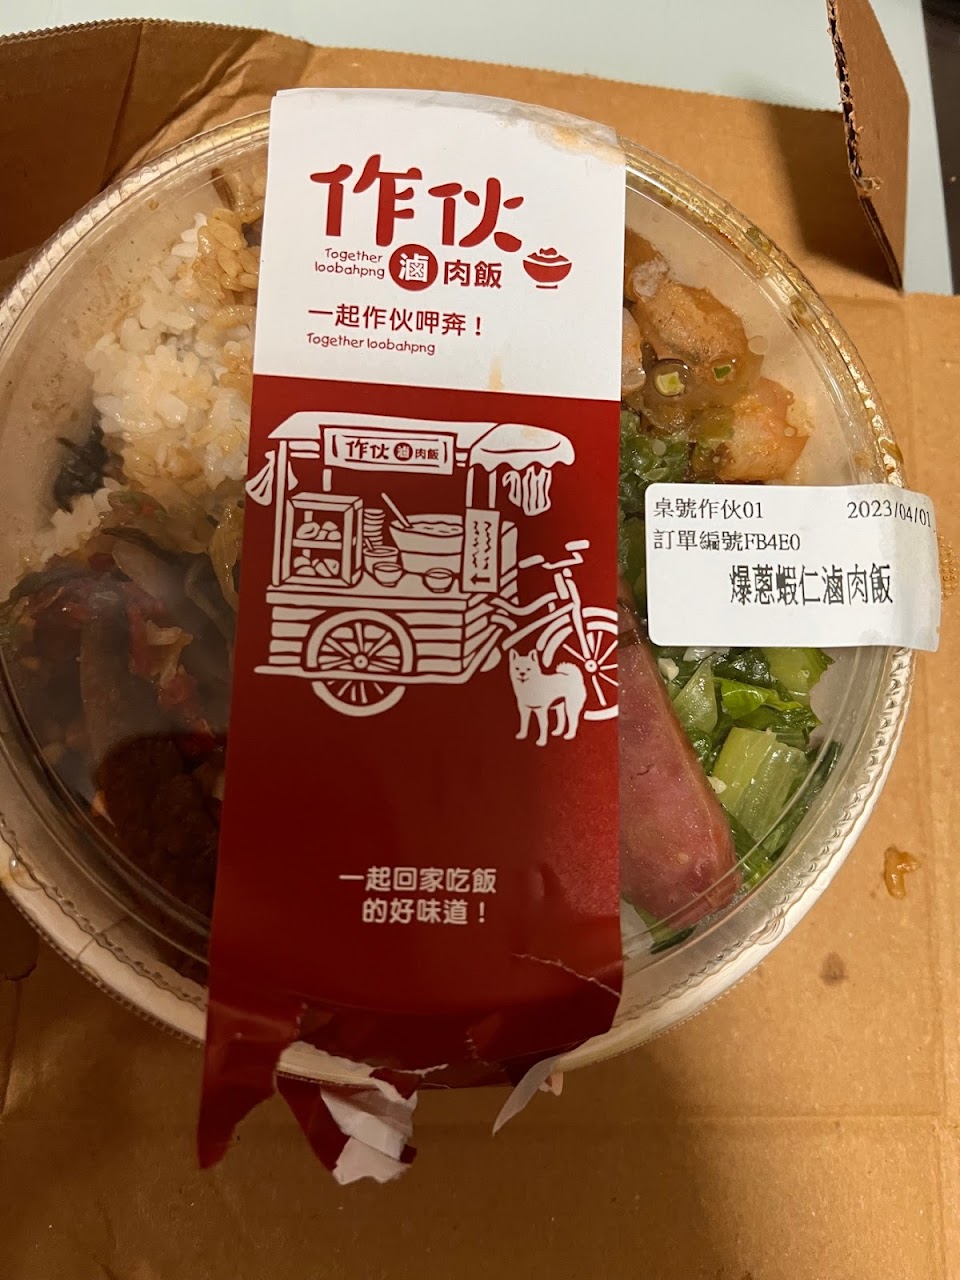 作伙
Together
loobahpng
滷肉飯
一起作伙呷奔！
Together loobahpng
作伙滷肉飯
桌號作伙01
2023/04/01
訂單編號FB4E0
爆蔥蝦仁滷肉飯
一起回家吃飯
的好味道！